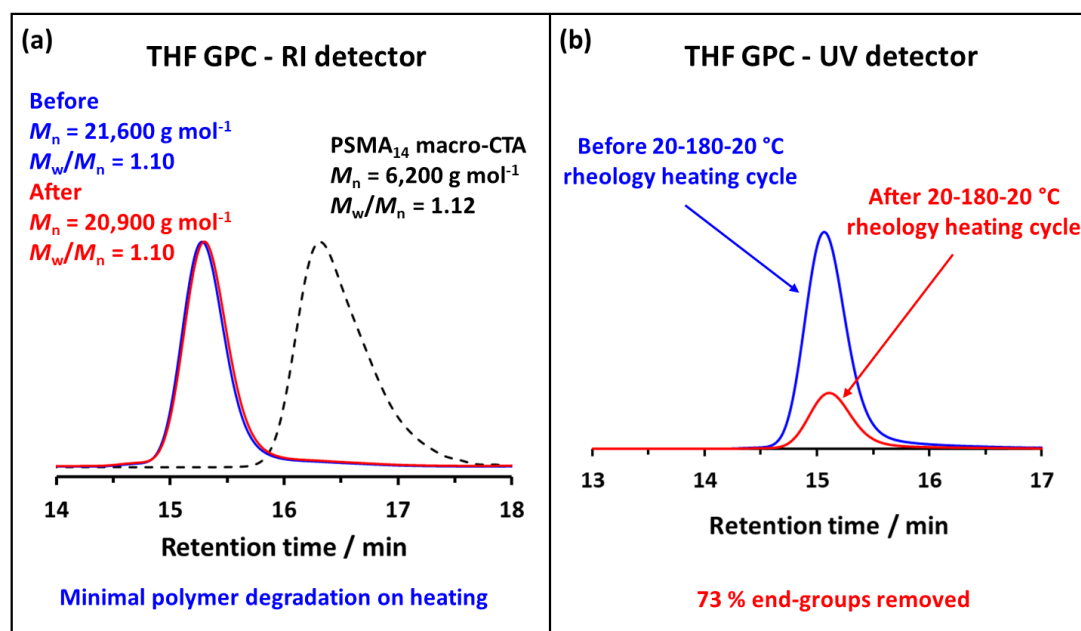 (a)
THF GPC - RI detector
Before
Mn = 21,600 g mol-1
Mw/Mn = 1.10
After
Mn = 20,900 g mol-1
Mw/Mn = 1.10
PSMA14 macro-CTA
Mn = 6,200 g mol-1
Mw/Mn = 1.12
14 15 16 17 18
Retention time / min
Minimal polymer degradation on heating
(b)
THF GPC - UV detector
Before 20-180-20 °C
rheology heating cycle
After 20-180-20 °C
rheology heating cycle
13 14 15 16 17
Retention time / min
73 % end-groups removed